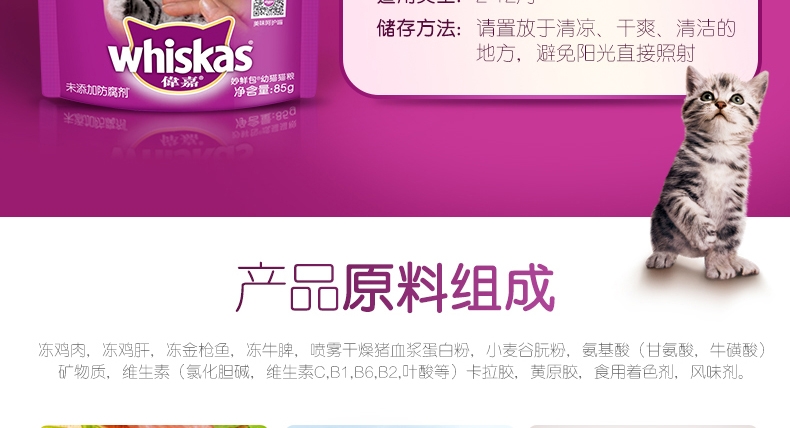 美味呵护喵
whiskas
偉嘉
妙鲜包®幼猫猫粮
未添加防腐剂
净含量:85g
储存方法: 请置放于清凉、干爽、清洁的
地方，避免阳光直接照射
产品原料组成
冻鸡肉，冻鸡肝，冻金枪鱼，冻牛脾，喷雾干燥猪血浆蛋白粉，小麦谷朊粉，氨基酸（甘氨酸，牛磺酸）
矿物质，维生素（氯化胆碱，维生素C,B1,B6,B2,叶酸等）卡拉胶，黄原胶，食用着色剂，风味剂。